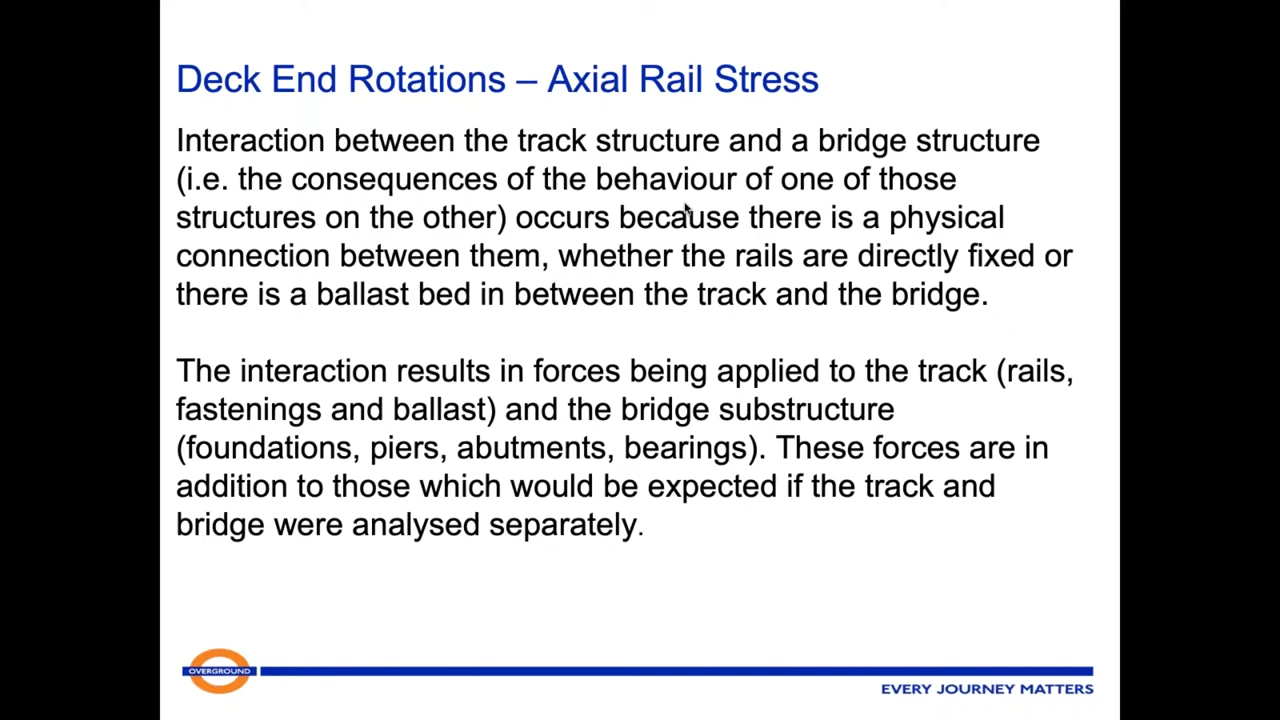 Deck End Rotations – Axial Rail Stress
Interaction between the track structure and a bridge structure
(i.e. the consequences of the behaviour of one of those
structures on the other) occurs because there is a physical
connection between them, whether the rails are directly fixed or
there is a ballast bed in between the track and the bridge.
The interaction results in forces being applied to the track (rails,
fastenings and ballast) and the bridge substructure
(foundations, piers, abutments, bearings). These forces are in
addition to those which would be expected if the track and
bridge were analysed separately.
OVERGROUND
EVERY JOURNEY MATTERS